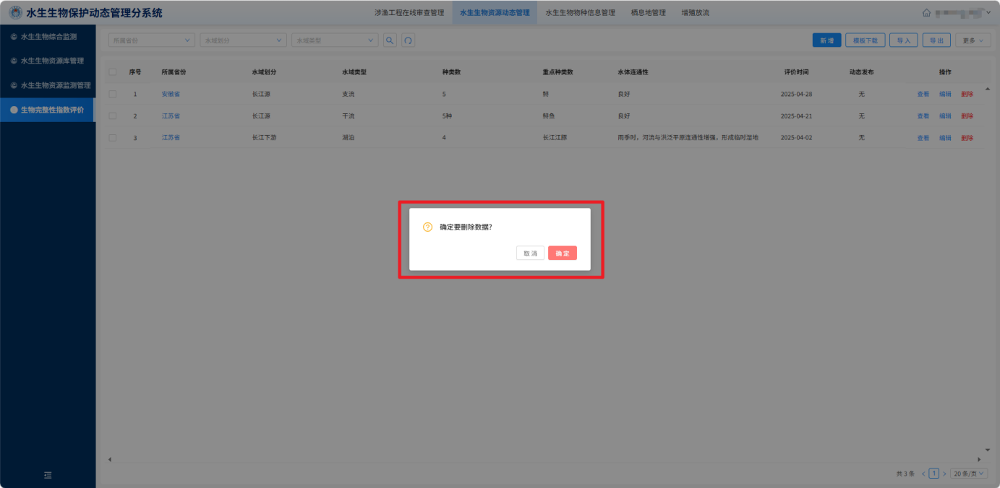 水生生物保护动态管理分系统
涉渔工程在线审查管理 水生生物资源动态管理 水生生物物种信息管理 栖息地管理 增殖放流
水生生物综合监测
水生生物资源库管理
水生生物资源监测管理
生物完整性指数评价
所属省份 水域划分 水域类型 新 增 模板下载 导 入 导 出 更多
序号 所属省份 水域划分 水域类型 种类数 重点种类数 水体连通性 评价时间 动态发布 操作
1 安徽省 长江源 支流 5 鲟 良好 2025-04-28 无 查看 编辑 删除
2 江苏省 长江源 干流 5种 鲟鱼 良好 2025-04-21 无 查看 编辑 删除
3 江苏省 长江下游 湖泊 4 长江江豚 雨季时，河流与洪泛平原连通性增强，形成临时湿地 2025-04-02 无 查看 编辑 删除
确定要删除数据?
取 消 确 定
共 3 条 < 1 > 20 条/页